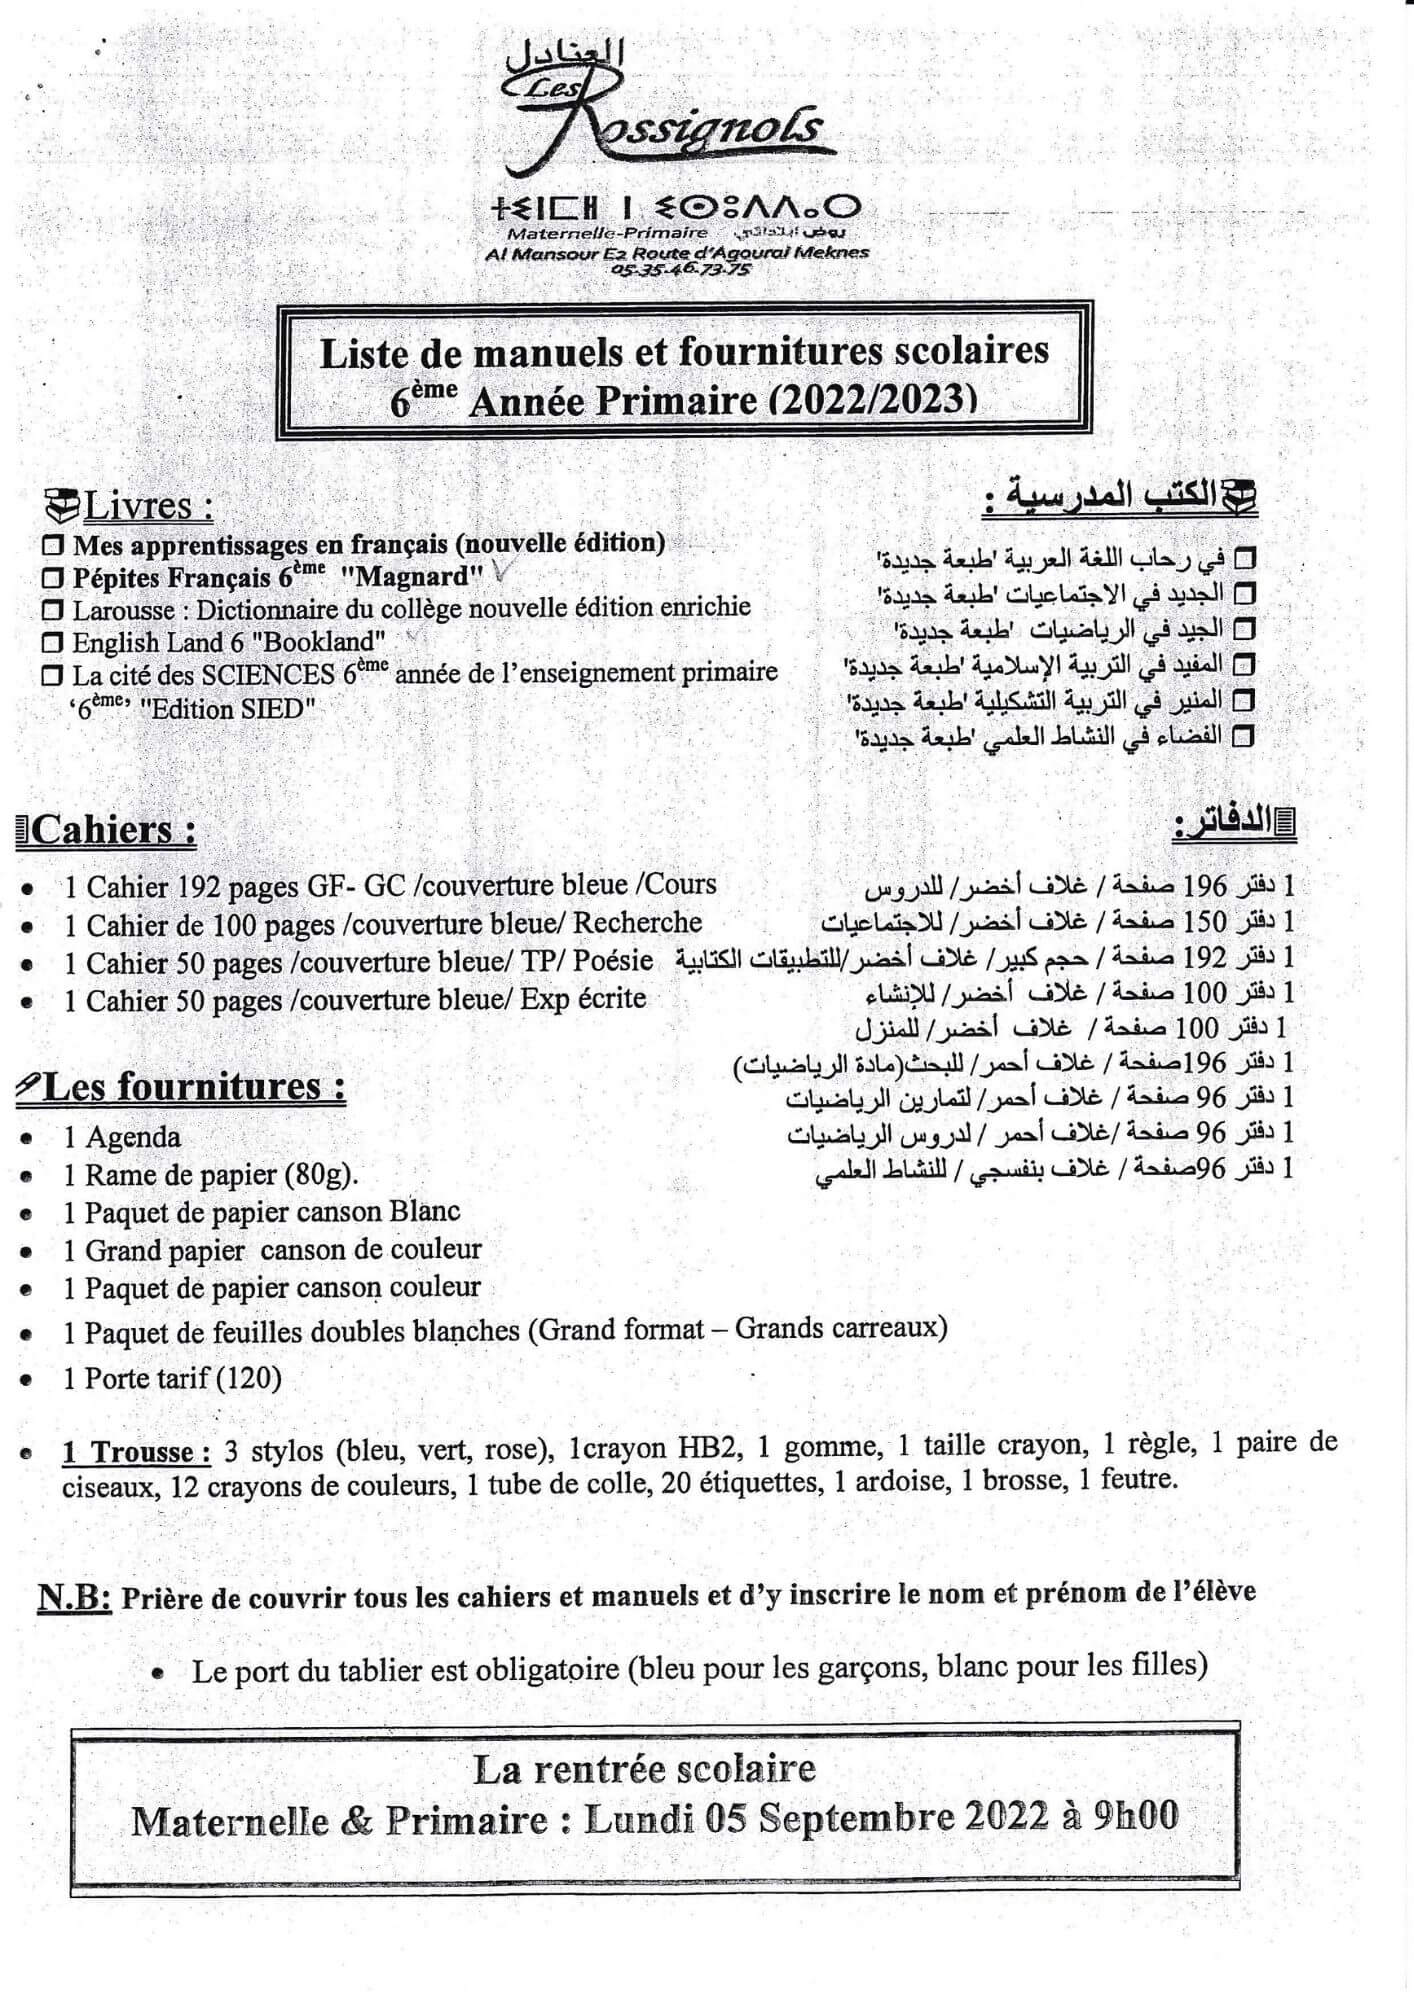 العنادل
Les Rossignols
ⵜⵉⵏⵎⵍ ⵏ ⵉⵙⵓⴷⴷⴰⵔ
Maternelle-Primaire
Al Mansour E2 Route d'Agourai Meknes
05-35-46-73-75
Liste de manuels et fournitures scolaires
6ème Année Primaire (2022/2023)
Livres :
❒ Mes apprentissages en français (nouvelle édition)
❒ Pépites Français 6ème "Magnard"
❒ Larousse : Dictionnaire du collège nouvelle édition enrichie
❒ English Land 6 "Bookland"
❒ La cité des SCIENCES 6ème année de l’enseignement primaire
‘6ème’ "Edition SIED"
الكتب المدرسية :
❒ في رحاب اللغة العربية 'طبعة جديدة'
❒ الجديد في الاجتماعيات 'طبعة جديدة'
❒ الجيد في الرياضيات 'طبعة جديدة'
❒ المفيد في التربية الإسلامية 'طبعة جديدة'
❒ المنير في التربية التشكيلية 'طبعة جديدة'
❒ الفضاء في النشاط العلمي 'طبعة جديدة'
Cahiers :
• 1 Cahier 192 pages GF- GC /couverture bleue /Cours
• 1 Cahier de 100 pages /couverture bleue/ Recherche
• 1 Cahier 50 pages /couverture bleue/ TP/ Poésie
• 1 Cahier 50 pages /couverture bleue/ Exp écrite
الدفاتر:
1 دفتر 196 صفحة / غلاف أخضر/ للدروس
1 دفتر 150 صفحة / غلاف أخضر/ للاجتماعيات
1 دفتر 192 صفحة / حجم كبير/ غلاف أخضر/للتطبيقات الكتابية
1 دفتر 100 صفحة / غلاف أخضر/ للإنشاء
1 دفتر 100 صفحة / غلاف أخضر/ للمنزل
1 دفتر 196صفحة / غلاف أحمر/ للبحث(مادة الرياضيات)
1 دفتر 96 صفحة / غلاف أحمر/ لتمارين الرياضيات
1 دفتر 96 صفحة /غلاف أحمر / لدروس الرياضيات
1 دفتر 96صفحة / غلاف بنفسجي / للنشاط العلمي
Les fournitures :
• 1 Agenda
• 1 Rame de papier (80g).
• 1 Paquet de papier canson Blanc
• 1 Grand papier canson de couleur
• 1 Paquet de papier canson couleur
• 1 Paquet de feuilles doubles blanches (Grand format – Grands carreaux)
• 1 Porte tarif (120)
• 1 Trousse : 3 stylos (bleu, vert, rose), 1crayon HB2, 1 gomme, 1 taille crayon, 1 règle, 1 paire de
ciseaux, 12 crayons de couleurs, 1 tube de colle, 20 étiquettes, 1 ardoise, 1 brosse, 1 feutre.
N.B: Prière de couvrir tous les cahiers et manuels et d’y inscrire le nom et prénom de l’élève
• Le port du tablier est obligatoire (bleu pour les garçons, blanc pour les filles)
La rentrée scolaire
Maternelle & Primaire : Lundi 05 Septembre 2022 à 9h00